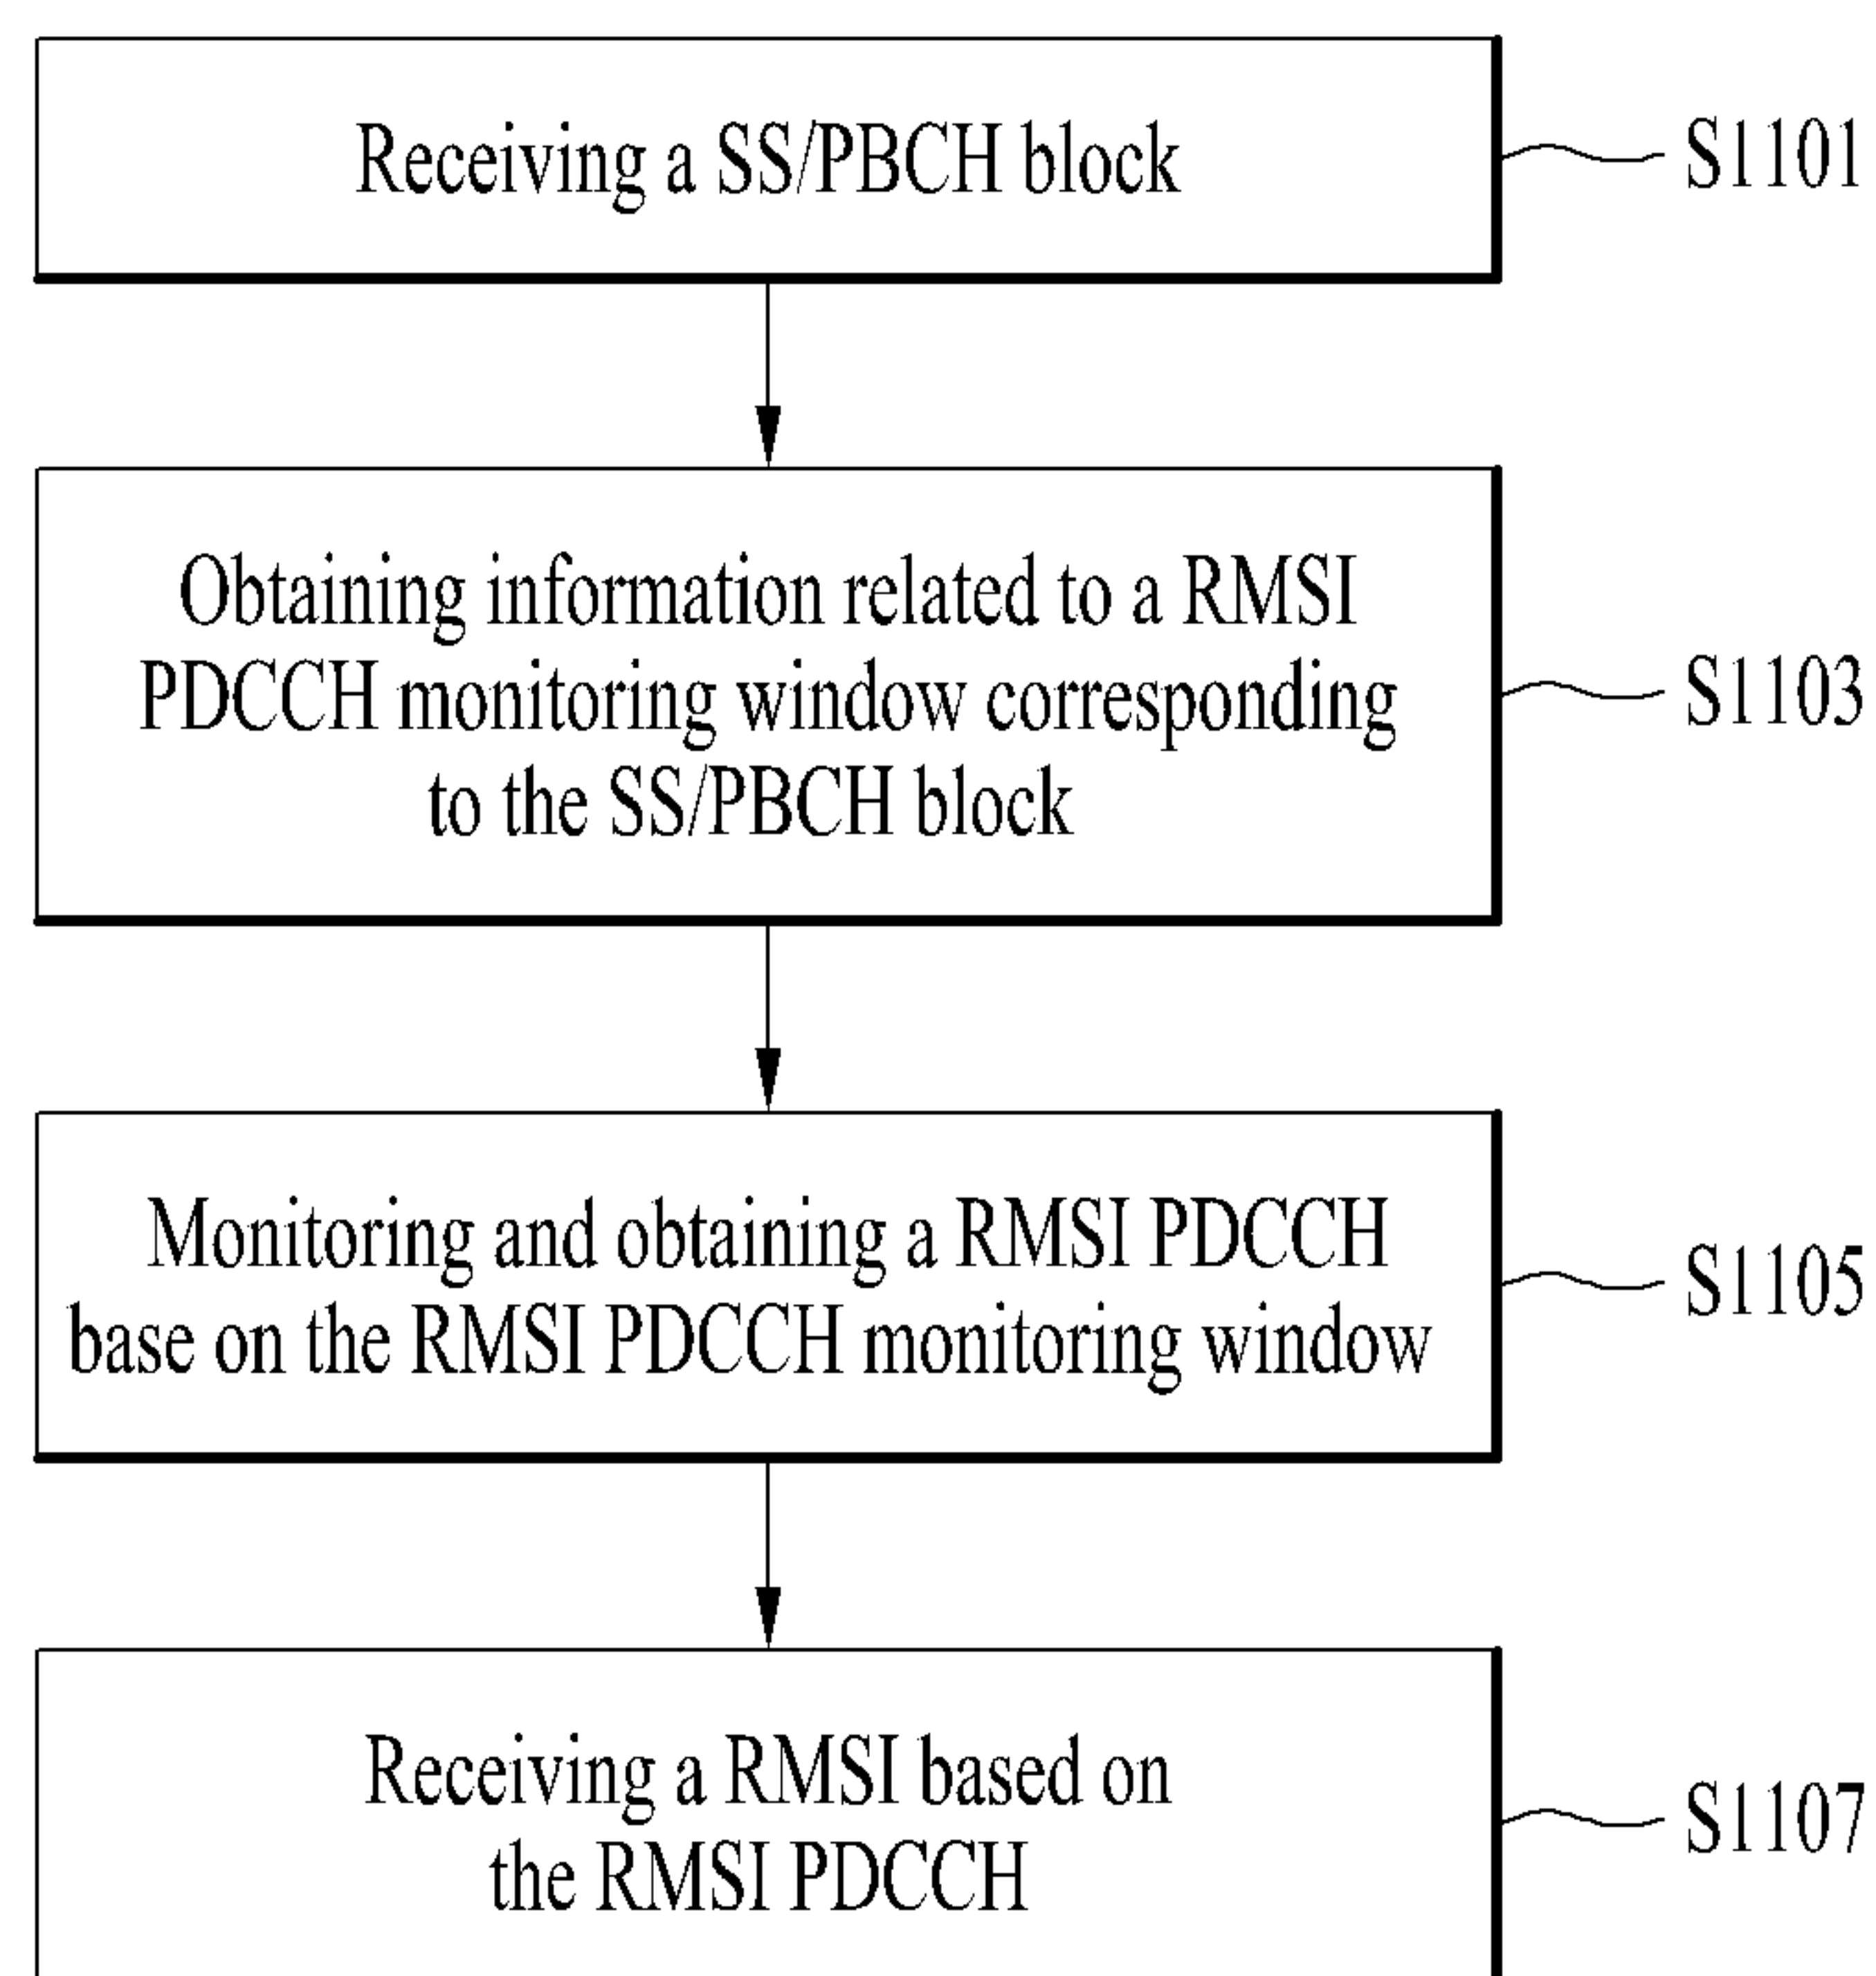 Receiving a SS/PBCH block
S1101
Obtaining information related to a RMSI
PDCCH monitoring window corresponding
to the SS/PBCH block
S1103
Monitoring and obtaining a RMSI PDCCH
base on the RMSI PDCCH monitoring window
S1105
Receiving a RMSI based on
the RMSI PDCCH
S1107